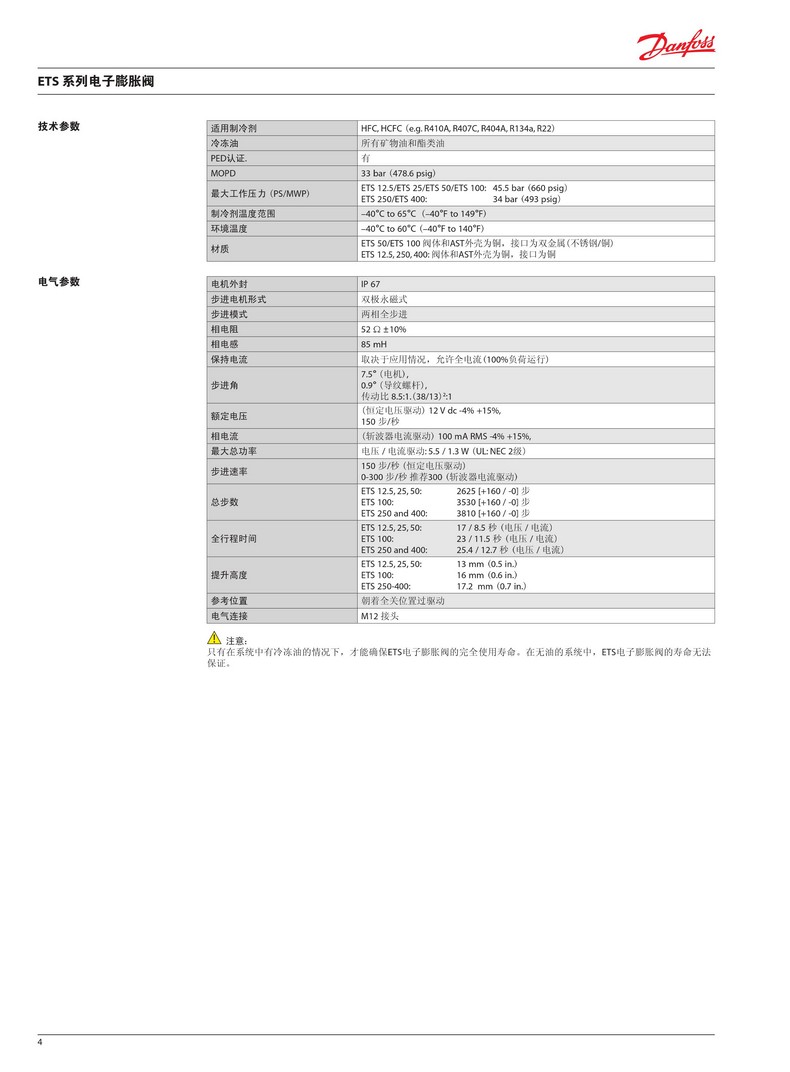 Danfoss
ETS 系列电子膨胀阀
技术参数
适用制冷剂 HFC, HCFC (e.g. R410A, R407C, R404A, R134a, R22)
冷冻油 所有矿物油和酯类油
PED认证. 有
MOPD 33 bar (478.6 psig)
最大工作压力 (PS/MWP) ETS 12.5/ETS 25/ETS 50/ETS 100: 45.5 bar (660 psig)
ETS 250/ETS 400: 34 bar (493 psig)
制冷剂温度范围 –40°C to 65°C (–40°F to 149°F)
环境温度 –40°C to 60°C (–40°F to 140°F)
材质 ETS 50/ETS 100 阀体和AST外壳为铜，接口为双金属(不锈钢/铜)
ETS 12.5, 250, 400: 阀体和AST外壳为铜，接口为铜
电气参数
电机外封 IP 67
步进电机形式 双极永磁式
步进模式 两相全步进
相电阻 52 Ω ±10%
相电感 85 mH
保持电流 取决于应用情况，允许全电流(100%负荷运行)
步进角 7.5° (电机),
0.9° (导纹螺杆),
传动比 8.5:1. (38/13)²:1
额定电压 (恒定电压驱动) 12 V dc -4% +15%,
150 步/秒
相电流 (斩波器电流驱动) 100 mA RMS -4% +15%,
最大总功率 电压 / 电流驱动: 5.5 / 1.3 W (UL: NEC 2级)
步进速率 150 步/秒 (恒定电压驱动)
0-300 步/秒 推荐300 (斩波器电流驱动)
总步数 ETS 12.5, 25, 50: 2625 [+160 / -0] 步
ETS 100: 3530 [+160 / -0] 步
ETS 250 and 400: 3810 [+160 / -0] 步
全行程时间 ETS 12.5, 25, 50: 17 / 8.5 秒 (电压 / 电流)
ETS 100: 23 / 11.5 秒 (电压 / 电流)
ETS 250 and 400: 25.4 / 12.7 秒 (电压 / 电流)
提升高度 ETS 12.5, 25, 50: 13 mm (0.5 in.)
ETS 100: 16 mm (0.6 in.)
ETS 250-400: 17.2 mm (0.7 in.)
参考位置 朝着全关位置过驱动
电气连接 M12 接头
注意:
只有在系统中有冷冻油的情况下，才能确保ETS电子膨胀阀的完全使用寿命。在无油的系统中，ETS电子膨胀阀的寿命无法
保证。
4